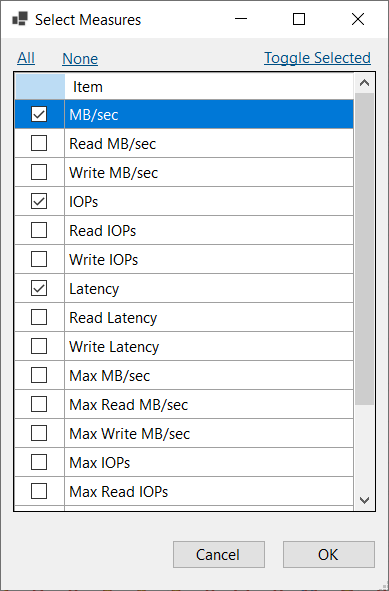 Select Measures
All None Toggle Selected
Item
MB/sec
Read MB/sec
Write MB/sec
IOPs
Read IOPs
Write IOPs
Latency
Read Latency
Write Latency
Max MB/sec
Max Read MB/sec
Max Write MB/sec
Max IOPs
Max Read IOPs
Cancel OK